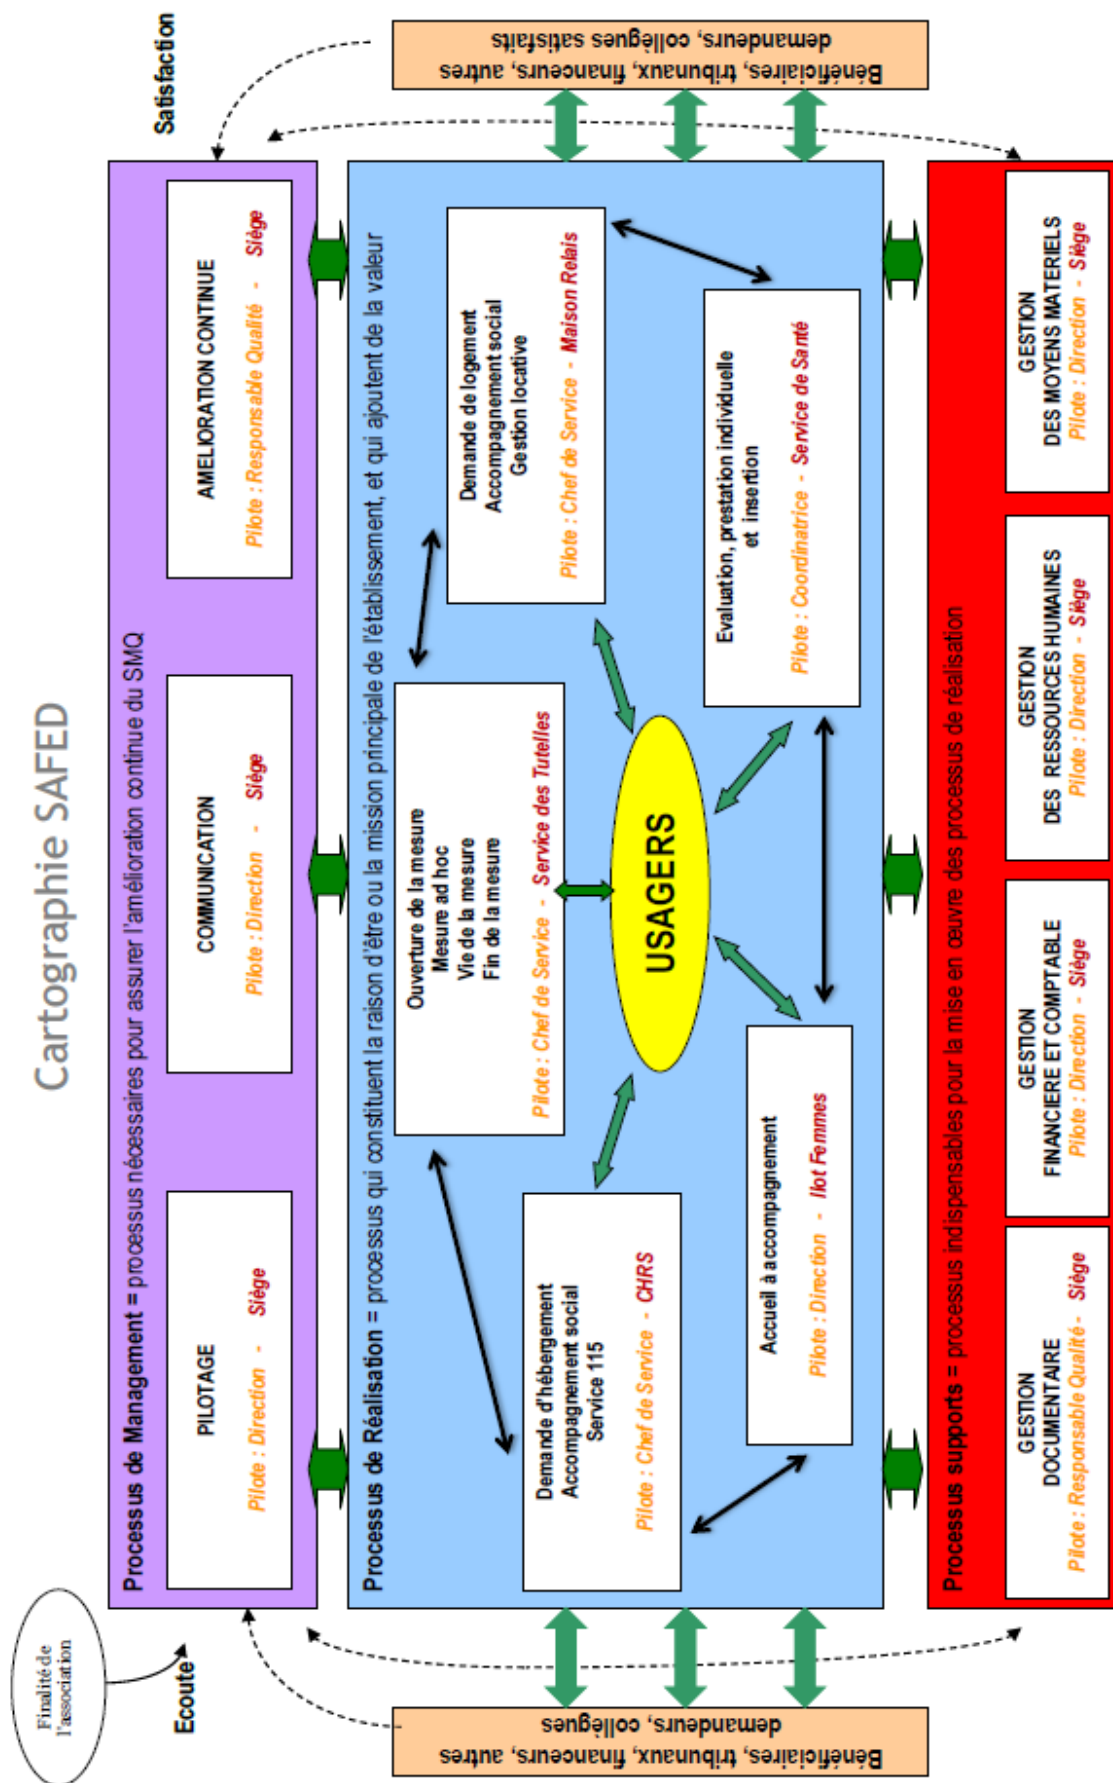 Cartographie SAFED
Finalité de
l'association
Ecoute
Satisfaction
Processus de Management = processus nécessaires pour assurer l'amélioration continue du SMQ
PILOTAGE
Pilote : Direction - Siège
COMMUNICATION
Pilote : Direction - Siège
AMELIORATION CONTINUE
Pilote : Responsable Qualité - Siège
Processus de Réalisation = processus qui constituent la raison d'être ou la mission principale de l'établissement, et qui ajoutent de la valeur
Ouverture de la mesure
Mesure ad hoc
Vie de la mesure
Fin de la mesure
Pilote : Chef de Service - Service des Tutelles
Demande d'hébergement
Accompagnement social
Service 115
Pilote : Chef de Service - CHRS
Demande de logement
Accompagnement social
Gestion locative
Pilote : Chef de Service - Maison Relais
USAGERS
Accueil à accompagnement
Pilote : Direction - Ilot Femmes
Evaluation, prestation individuelle
et insertion
Pilote : Coordinatrice - Service de Santé
Bénéficiaires, tribunaux, financeurs, autres
demandeurs, collègues
Bénéficiaires, tribunaux, financeurs, autres
demandeurs, collègues satisfaits
Processus supports = processus indispensables pour la mise en œuvre des processus de réalisation
GESTION
DOCUMENTAIRE
Pilote : Responsable Qualité - Siège
GESTION
FINANCIERE ET COMPTABLE
Pilote : Direction - Siège
GESTION
DES RESSOURCES HUMAINES
Pilote : Direction - Siège
GESTION
DES MOYENS MATERIELS
Pilote : Direction - Siège